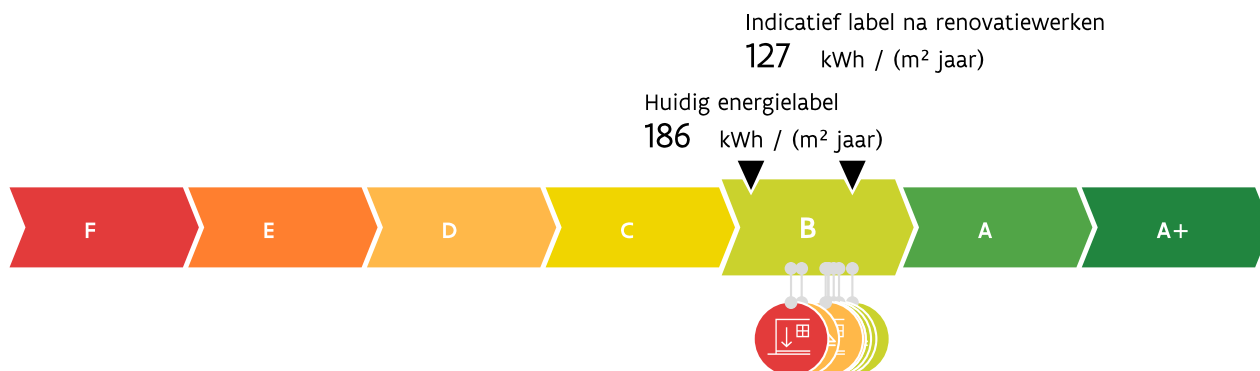 Indicatief label na renovatiewerken
127 kWh / (m² jaar)
Huidig energielabel
186 kWh / (m² jaar)
F E D C B A A+